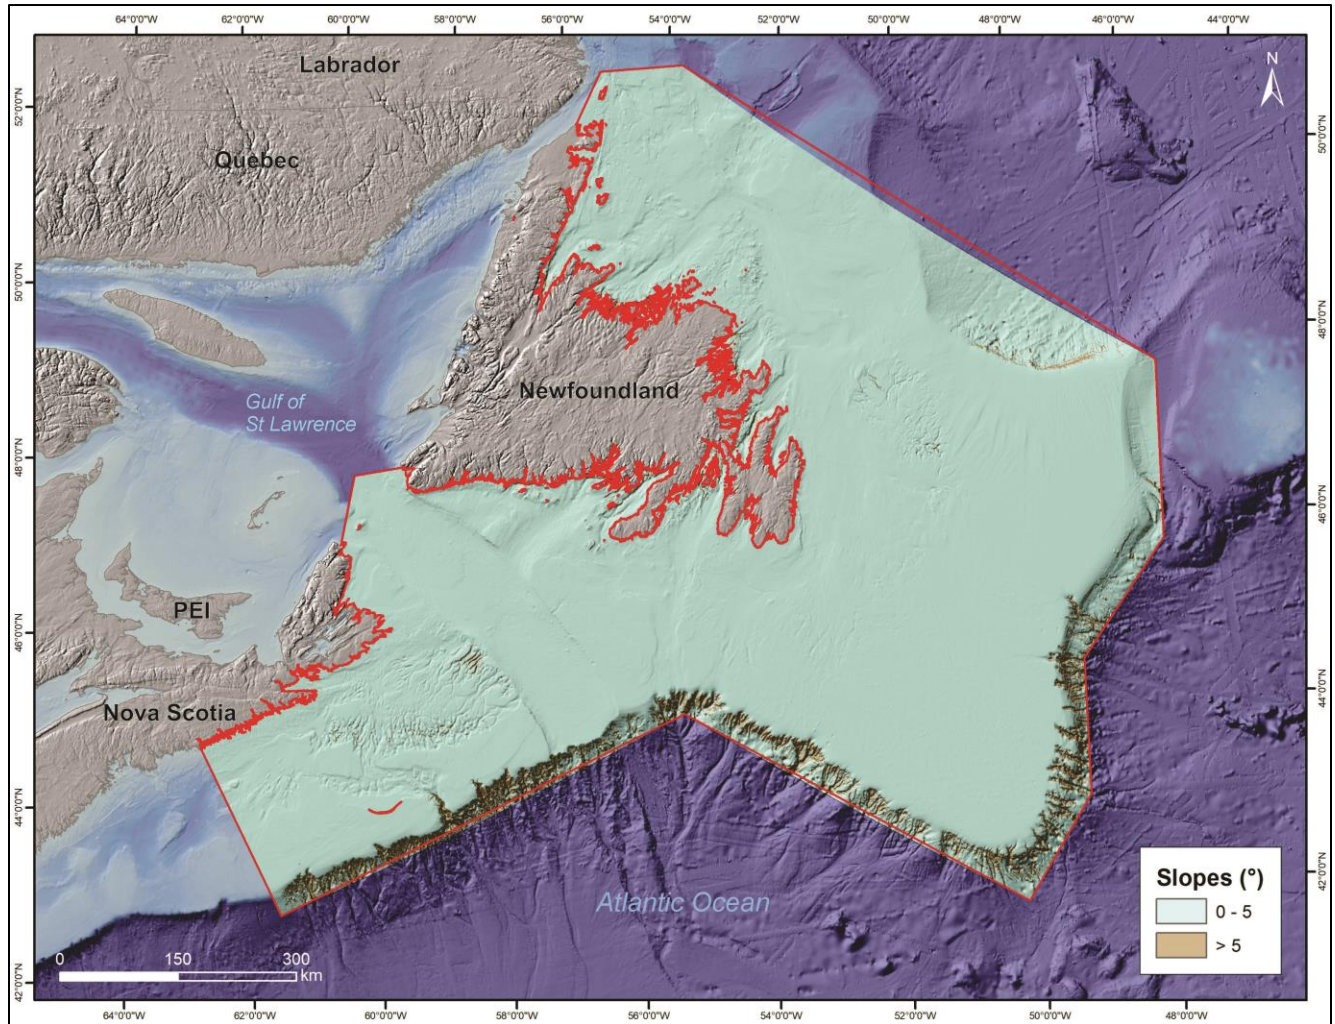 64°0'0"W 62°0'0"W 60°0'0"W 58°0'0"W 56°0'0"W 54°0'0"W 52°0'0"W 50°0'0"W 48°0'0"W 46°0'0"W 44°0'0"W
Labrador
N
52°0'0"N
50°0'0"N
Quebec
50°0'0"N
48°0'0"N
Newfoundland
Gulf of
St Lawrence
48°0'0"N
46°0'0"N
PEI
46°0'0"N
44°0'0"N
Nova Scotia
44°0'0"N
42°0'0"N
Slopes (°)
0 - 5
> 5
Atlantic Ocean
0 150 300
km
42°0'0"N
64°0'0"W 62°0'0"W 60°0'0"W 58°0'0"W 56°0'0"W 54°0'0"W 52°0'0"W 50°0'0"W 48°0'0"W